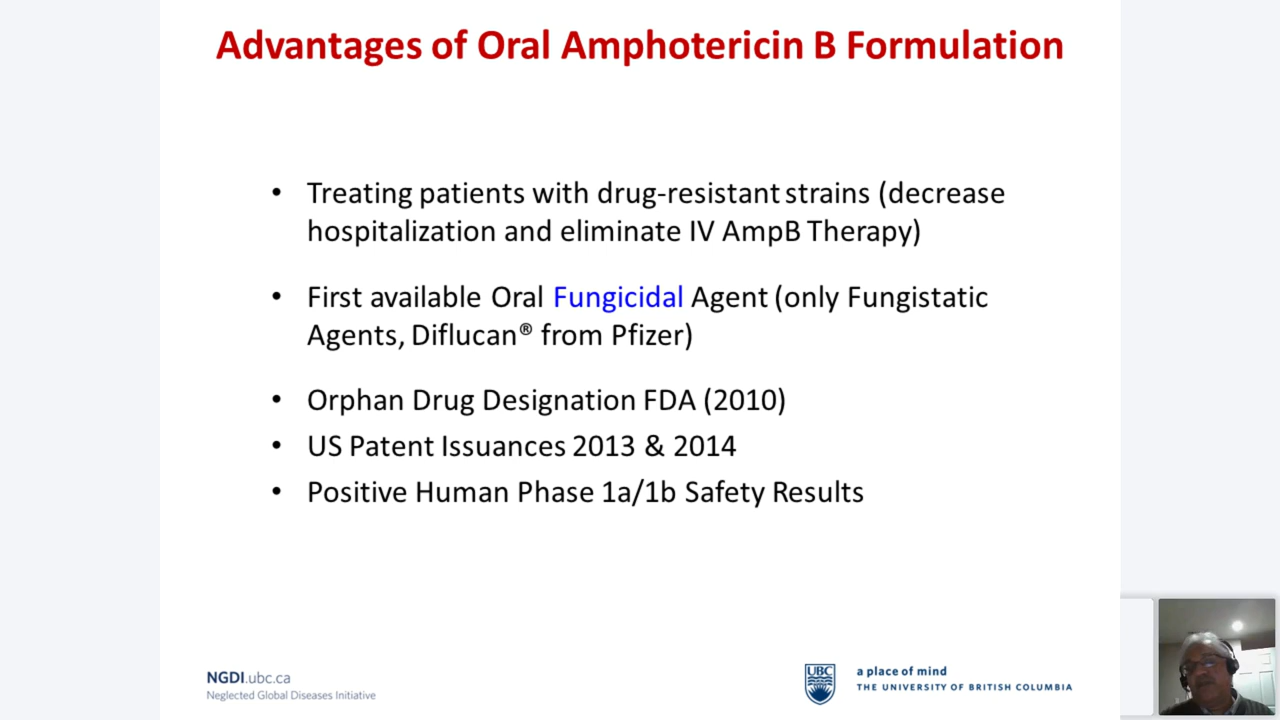 Advantages of Oral Amphotericin B Formulation
• Treating patients with drug-resistant strains (decrease
hospitalization and eliminate IV AmpB Therapy)
• First available Oral Fungicidal Agent (only Fungistatic
Agents, Diflucan® from Pfizer)
• Orphan Drug Designation FDA (2010)
• US Patent Issuances 2013 & 2014
• Positive Human Phase 1a/1b Safety Results
NGDI.ubc.ca
Neglected Global Diseases Initiative
UBC
a place of mind
THE UNIVERSITY OF BRITISH COLUMBIA